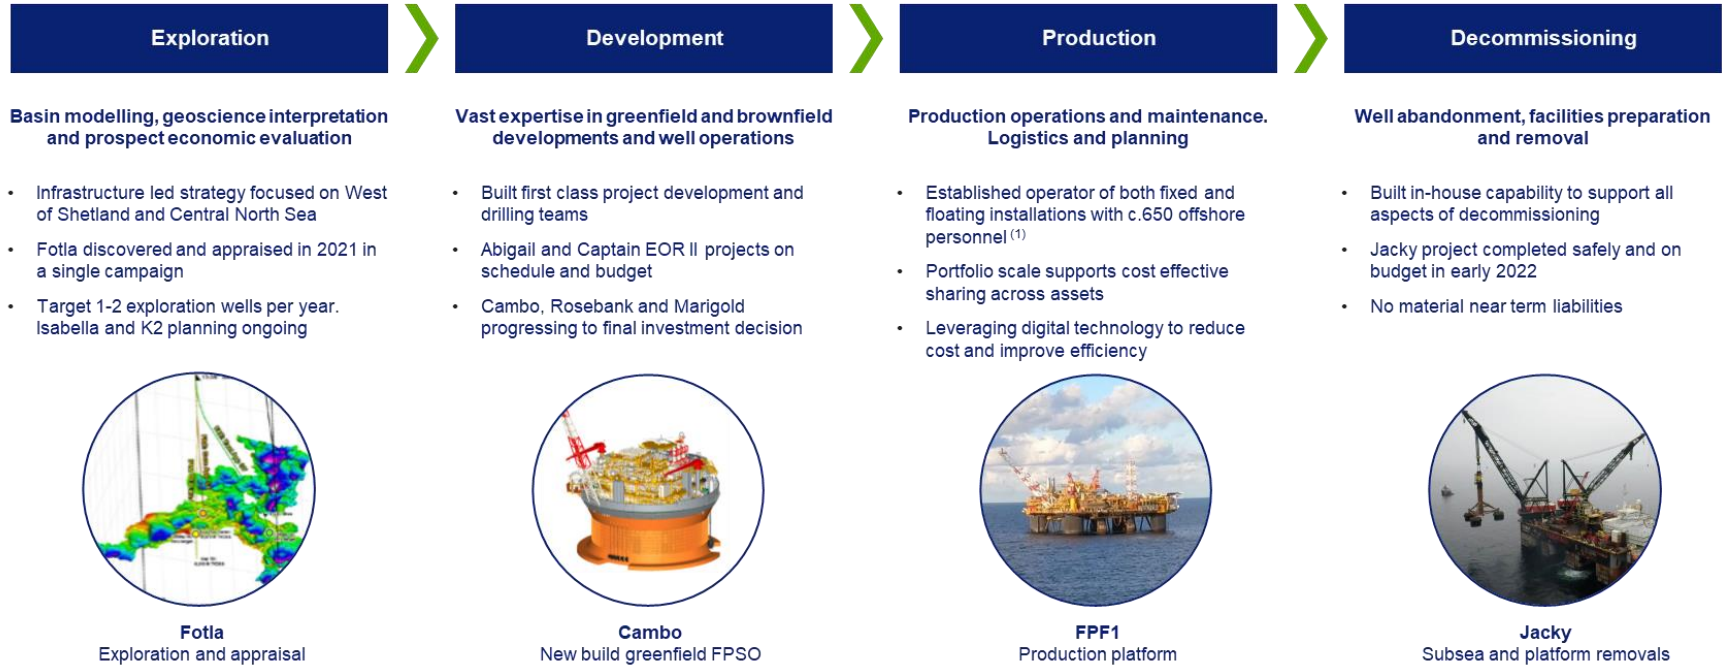 Exploration
Development
Production
Decommissioning
Basin modelling, geoscience interpretation
and prospect economic evaluation
• Infrastructure led strategy focused on West
of Shetland and Central North Sea
• Fotla discovered and appraised in 2021 in
a single campaign
• Target 1-2 exploration wells per year.
Isabella and K2 planning ongoing
Fotla
Exploration and appraisal
Vast expertise in greenfield and brownfield
developments and well operations
• Built first class project development and
drilling teams
• Abigail and Captain EOR II projects on
schedule and budget
• Cambo, Rosebank and Marigold
progressing to final investment decision
Cambo
New build greenfield FPSO
Production operations and maintenance.
Logistics and planning
• Established operator of both fixed and
floating installations with c.650 offshore
personnel (1)
• Portfolio scale supports cost effective
sharing across assets
• Leveraging digital technology to reduce
cost and improve efficiency
FPF1
Production platform
Well abandonment, facilities preparation
and removal
• Built in-house capability to support all
aspects of decommissioning
• Jacky project completed safely and on
budget in early 2022
• No material near term liabilities
Jacky
Subsea and platform removals